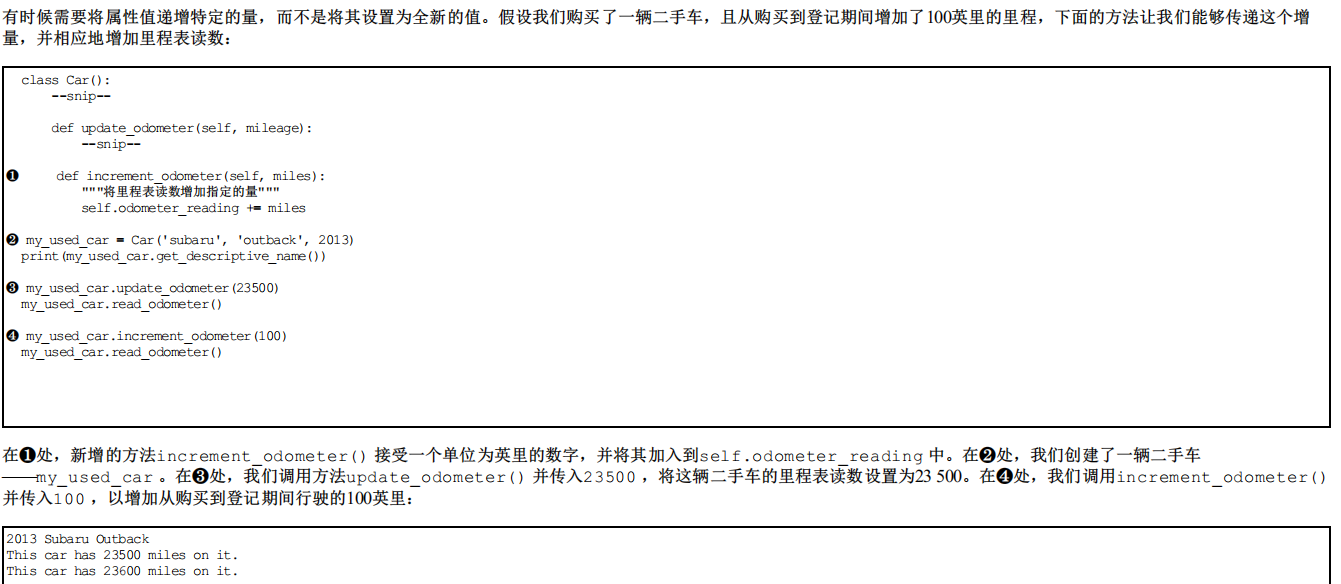 有时候需要将属性值递增特定的量，而不是将其设置为全新的值。假设我们购买了一辆二手车，且从购买到登记期间增加了100英里的里程，下面的方法让我们能够传递这个增
量，并相应地增加里程表读数：
class Car():
    --snip--
    def update_odometer(self, mileage):
        --snip--
❶ def increment_odometer(self, miles):
        """将里程表读数增加指定的量"""
        self.odometer_reading += miles
❷ my_used_car = Car('subaru', 'outback', 2013)
print(my_used_car.get_descriptive_name())
❸ my_used_car.update_odometer(23500)
my_used_car.read_odometer()
❹ my_used_car.increment_odometer(100)
my_used_car.read_odometer()
在❶处，新增的方法increment_odometer() 接受一个单位为英里的数字，并将其加入到self.odometer_reading 中。在❷处，我们创建了一辆二手车
——my_used_car 。在❸处，我们调用方法update_odometer() 并传入23500 ，将这辆二手车的里程表读数设置为23 500。在❹处，我们调用increment_odometer()
并传入100 ，以增加从购买到登记期间行驶的100英里：
2013 Subaru Outback
This car has 23500 miles on it.
This car has 23600 miles on it.